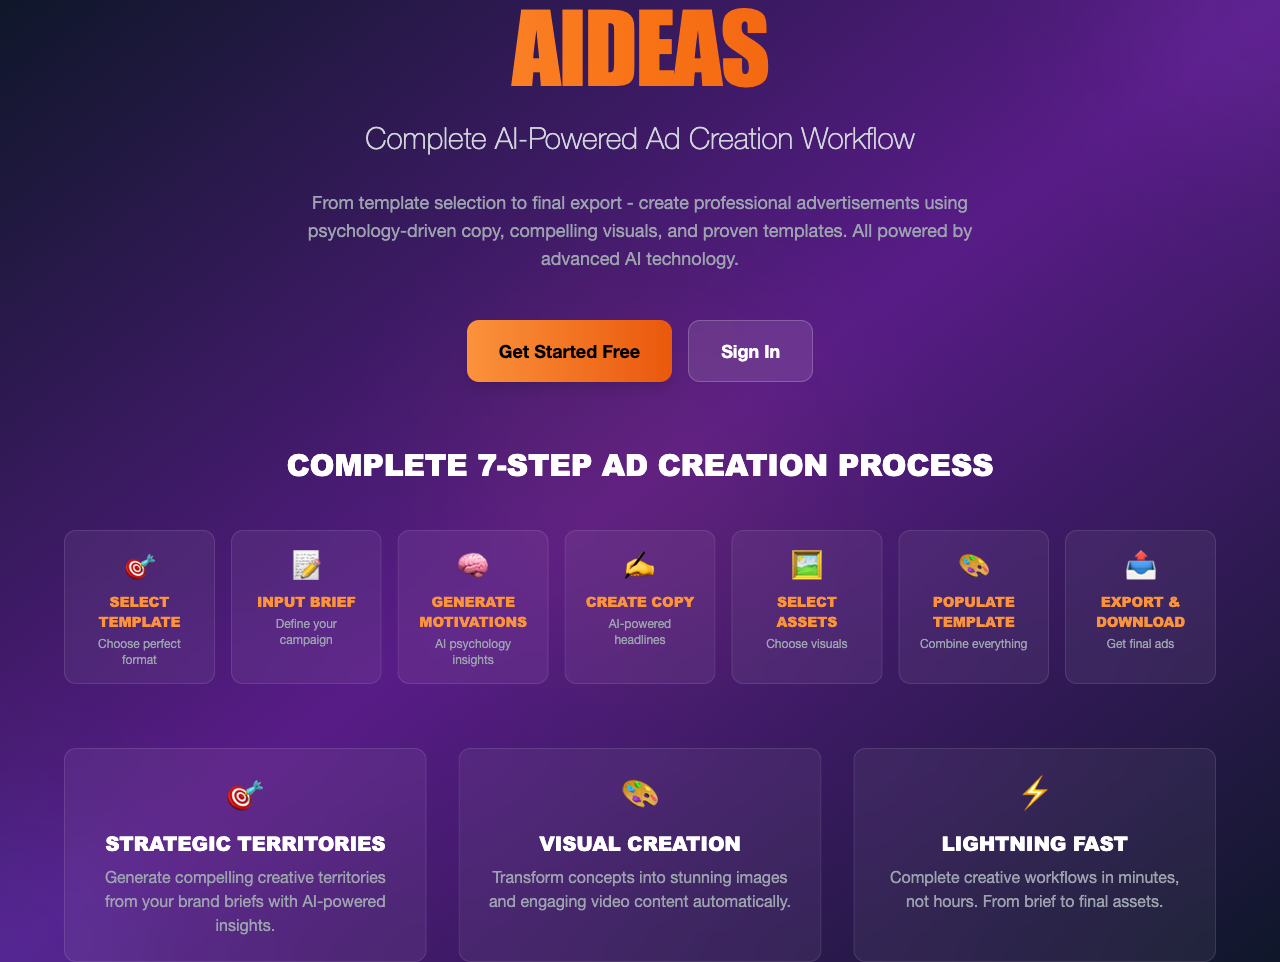 AIDEAS
Complete AI-Powered Ad Creation Workflow
From template selection to final export - create professional advertisements using
psychology-driven copy, compelling visuals, and proven templates. All powered by
advanced AI technology.
Get Started Free
Sign In
COMPLETE 7-STEP AD CREATION PROCESS
SELECT
TEMPLATE
Choose perfect
format
INPUT BRIEF
Define your
campaign
GENERATE
MOTIVATIONS
AI psychology
insights
CREATE COPY
AI-powered
headlines
SELECT
ASSETS
Choose visuals
POPULATE
TEMPLATE
Combine everything
EXPORT &
DOWNLOAD
Get final ads
STRATEGIC TERRITORIES
Generate compelling creative territories
from your brand briefs with AI-powered
insights.
VISUAL CREATION
Transform concepts into stunning images
and engaging video content automatically.
LIGHTNING FAST
Complete creative workflows in minutes,
not hours. From brief to final assets.